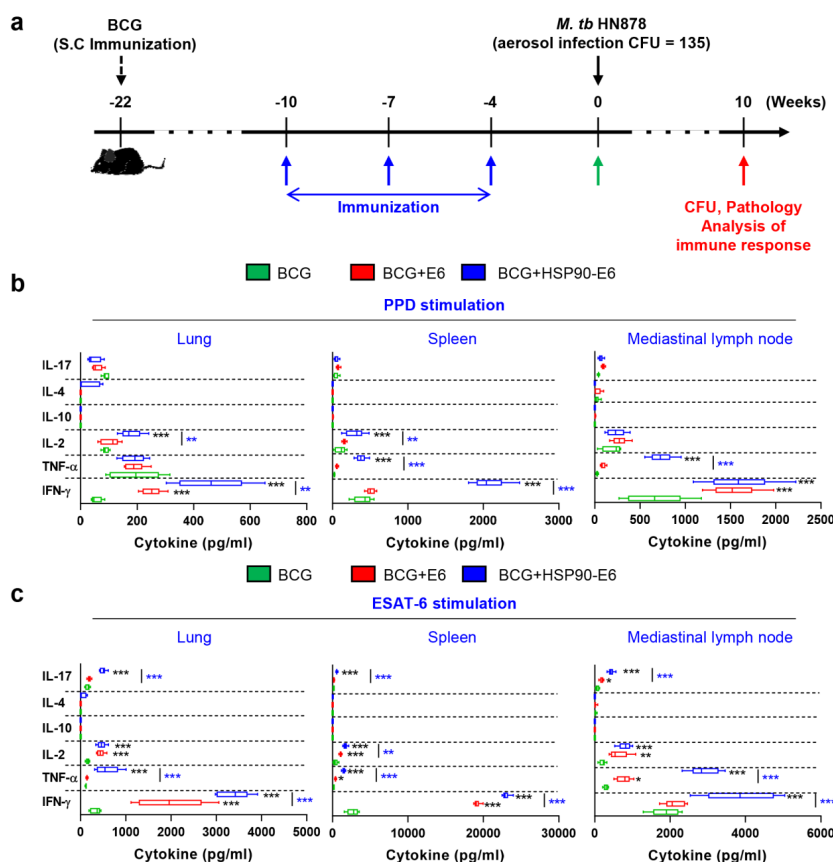 a
BCG
(S.C Immunization)
M. tb HN878
(aerosol infection CFU = 135)
-22 -10 -7 -4 0 10 (Weeks)
Immunization
CFU, Pathology
Analysis of
immune response
BCG BCG+E6 BCG+HSP90-E6
b
PPD stimulation
Lung Spleen Mediastinal lymph node
IL-17
IL-4
IL-10
IL-2 *** ** *** **
TNF-α *** *** *** ***
IFN-γ *** *** ** *** *** *** ***
0 200 400 600 800 0 1000 2000 3000 0 500 1000 1500 2000 2500
Cytokine (pg/ml) Cytokine (pg/ml) Cytokine (pg/ml)
BCG BCG+E6 BCG+HSP90-E6
c
ESAT-6 stimulation
Lung Spleen Mediastinal lymph node
IL-17 *** *** *** *** *** * ***
IL-4
IL-10
IL-2 *** *** *** *** ** *** **
TNF-α *** *** *** * *** *** * ***
IFN-γ *** *** *** *** *** *** *** ***
0 1000 2000 3000 4000 5000 0 10000 20000 30000 0 2000 4000 6000
Cytokine (pg/ml) Cytokine (pg/ml) Cytokine (pg/ml)